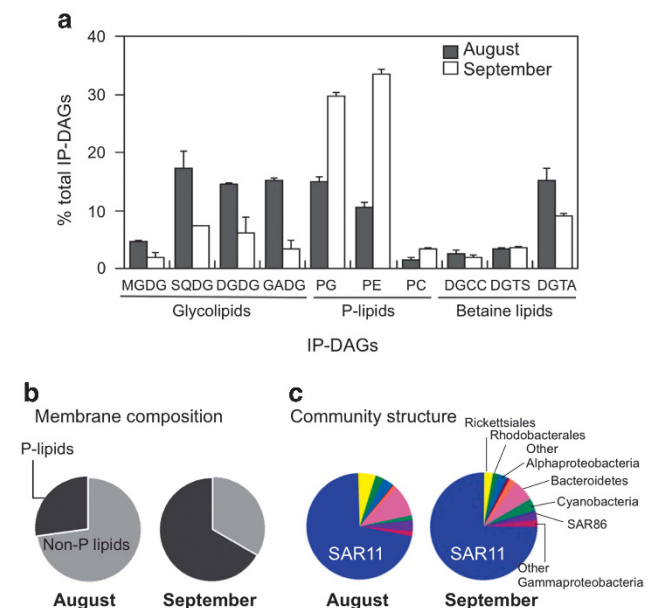 a
40
30
20
10
0
% total IP-DAGs
August
September
MGDG SQDG DGDG GADG PG PE PC DGCC DGTS DGTA
Glycolipids P-lipids Betaine lipids
IP-DAGs
b
Membrane composition
P-lipids
Non-P lipids
August September
c
Community structure
Rickettsiales
Rhodobacterales
Other
Alphaproteobacteria
Bacteroidetes
Cyanobacteria
SAR86
Other
Gammaproteobacteria
SAR11 SAR11
August September